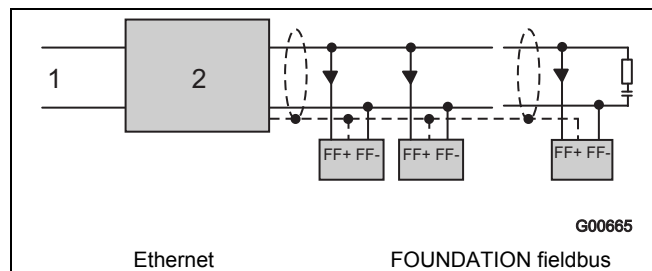 1 2
FF+ FF- FF+ FF- FF+ FF-
G00665
Ethernet FOUNDATION fieldbus